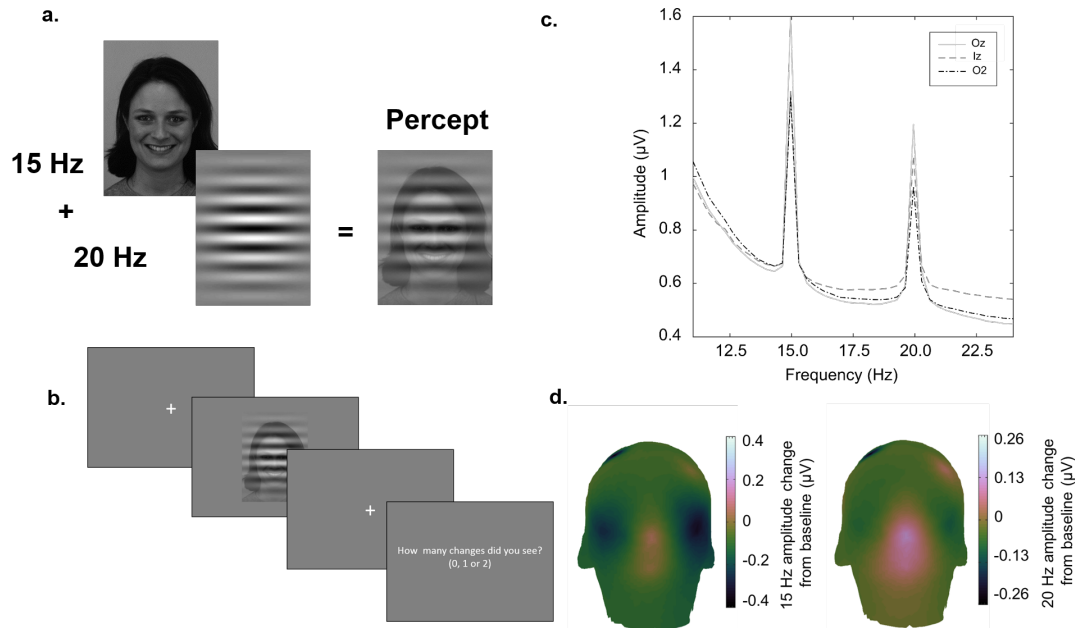 a.
15 Hz
+
20 Hz
=
Percept
b.
+
+
How many changes did you see?
(0, 1 or 2)
c.
1.6
1.4
1.2
1
0.8
0.6
0.4
Amplitude (µV)
12.5 15.0 17.5 20.0 22.5
Frequency (Hz)
Oz
Iz
O2
d.
0.4
0.2
0
-0.2
-0.4
15 Hz amplitude change
from baseline (µV)
0.26
0.13
0
-0.13
-0.26
20 Hz amplitude change
from baseline (µV)